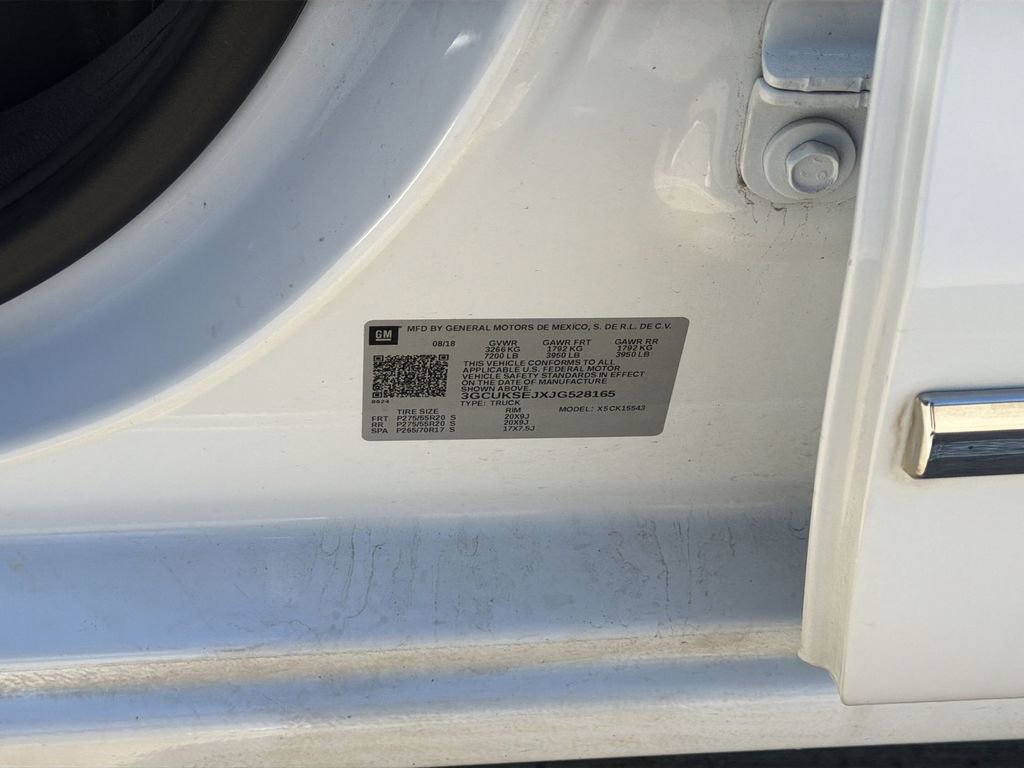 GM MFD BY GENERAL MOTORS DE MEXICO, S. DE R.L. DE C.V.
08/18 GVWR GAWR FRT GAWR RR
3266 KG 1792 KG 1792 KG
7200 LB 3950 LB 3950 LB
THIS VEHICLE CONFORMS TO ALL
APPLICABLE U.S. FEDERAL MOTOR
VEHICLE SAFETY STANDARDS IN EFFECT
ON THE DATE OF MANUFACTURE
SHOWN ABOVE.
3GCUKSEJXJG528165
8G24 TYPE: TRUCK
TIRE SIZE RIM MODEL: X5CK15543
FRT P275/55R20 S 20X9J
RR P275/55R20 S 20X9J
SPA P265/70R17 S 17X7.5J